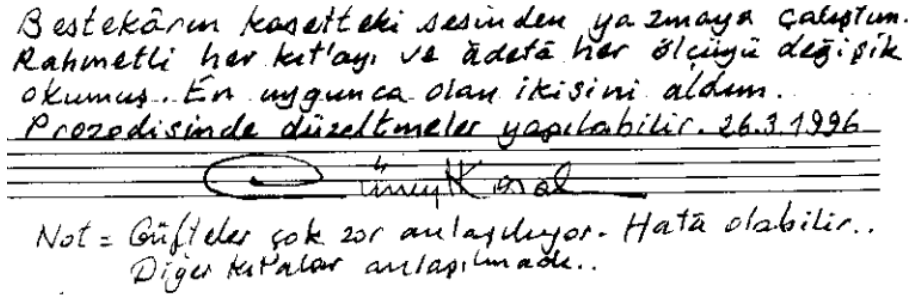 Bestekârın kasetteki sesinden yazmaya çalıştım.
Rahmetli her kıt'ayı ve âdetâ her ölçüyü değişik
okumuş.. En uygunca olan ikisini aldım.
Prozodisinde düzeltmeler yapılabilir. 26.3.1996
Not = Güfteler çok zor anlaşılıyor. Hatâ olabilir..
Diğer kıt'alar anlaşılmadı..